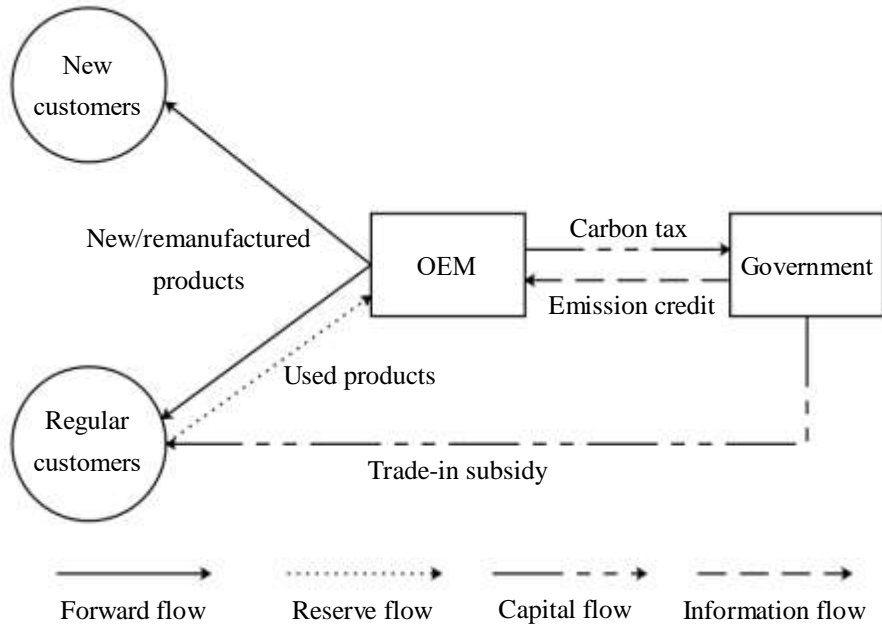 New
customers
New/remanufactured
products
OEM
Carbon tax
Emission credit
Government
Used products
Regular
customers
Trade-in subsidy
Forward flow
Reserve flow
Capital flow
Information flow